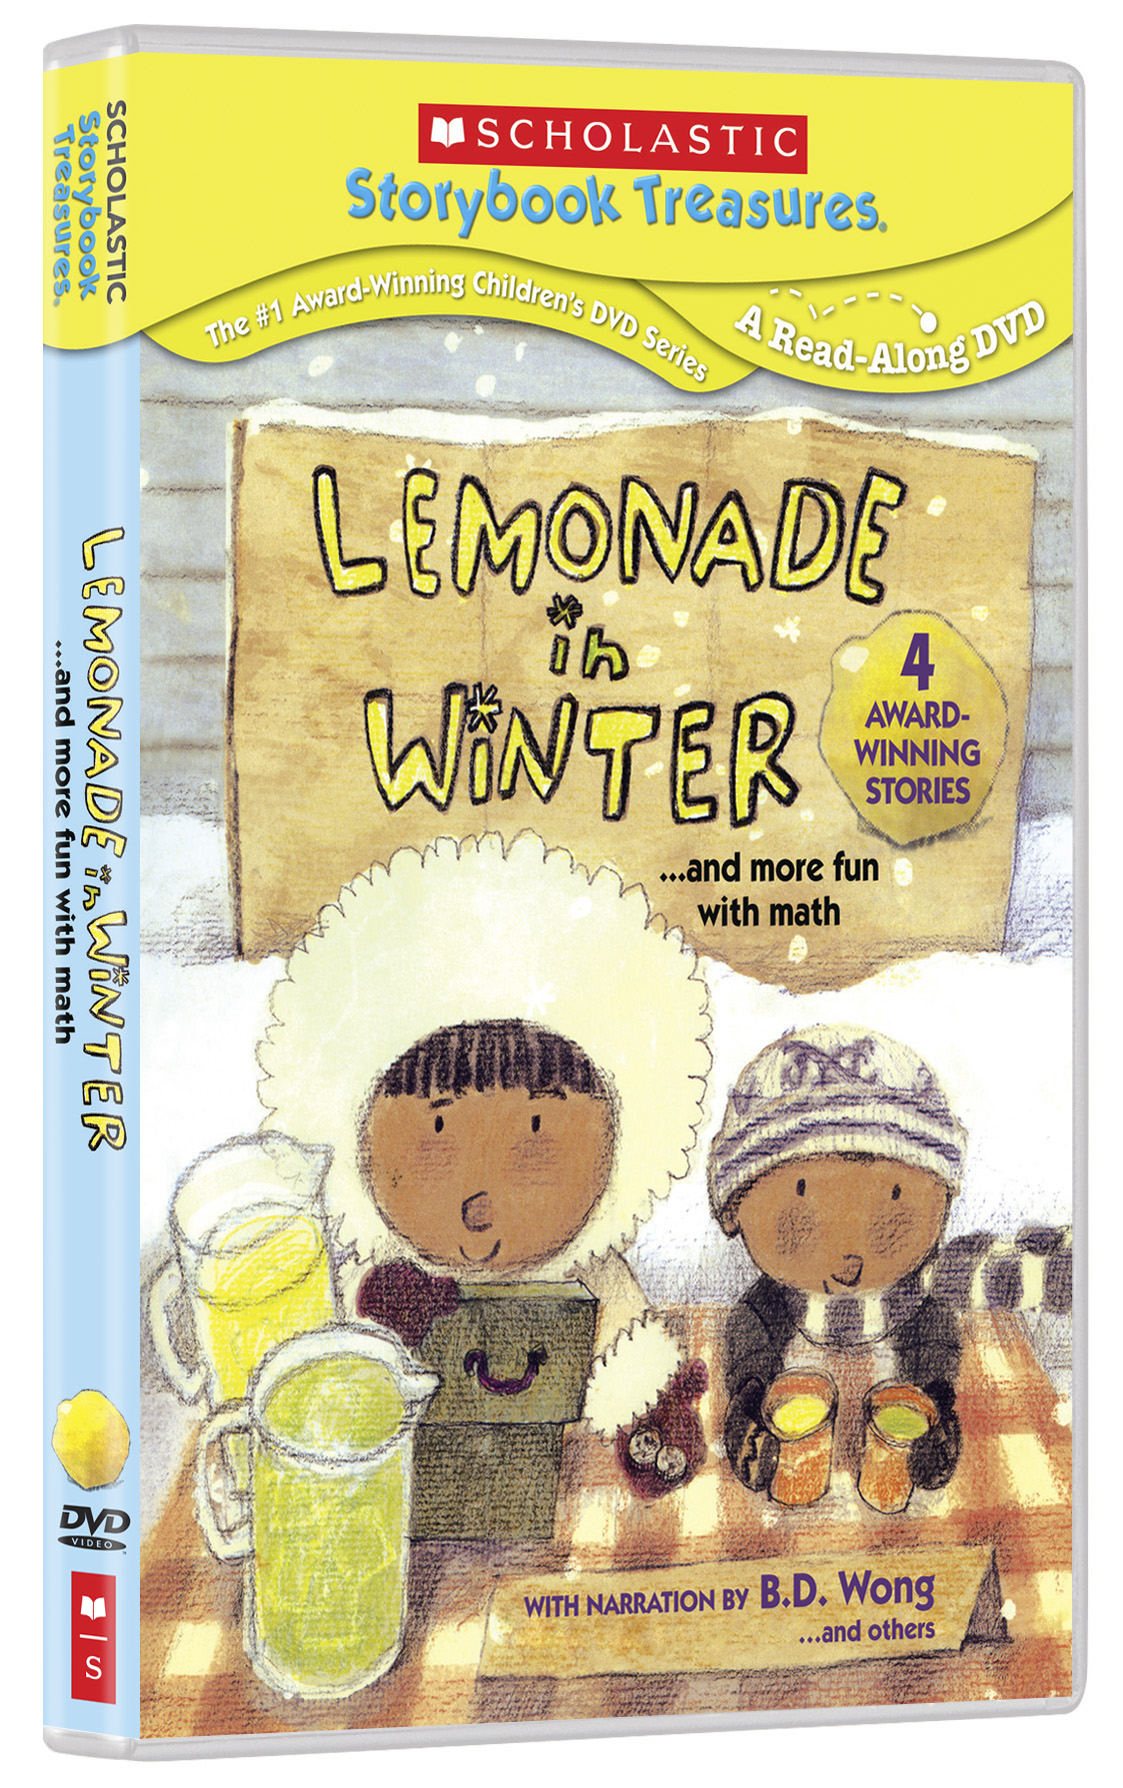 SCHOLASTIC
Storybook Treasures®
The #1 Award-Winning Children's DVD Series
A Read-Along DVD
LEMONADE
in
WINTER
4
AWARD-
WINNING
STORIES
...and more fun
with math
WITH NARRATION BY B.D. Wong
...and others
SCHOLASTIC
Storybook
Treasures®
LEMONADE in WINTER
...and more fun with math
DVD
VIDEO
S